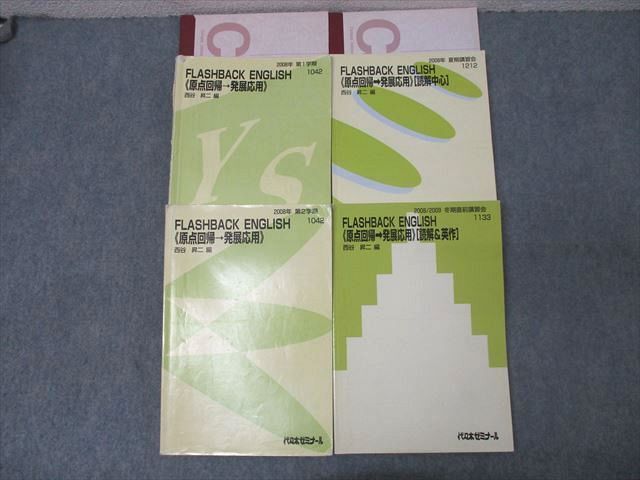 C
C
2008年 第1学期
FLASHBACK ENGLISH
1042
《原点回帰→発展応用》
西谷 昇二 編
YS
2008年 夏期講習会
FLASHBACK ENGLISH
1212
《原点回帰➡発展応用》[読解中心]
西谷 昇二 編
2008年 第2学期
FLASHBACK ENGLISH
1042
《原点回帰→発展応用》
西谷 昇二 編
代々木ゼミナール
2008/2009 冬期直前講習会
FLASHBACK ENGLISH
1133
《原点回帰➡発展応用》[読解&英作]
西谷 昇二 編
代々木ゼミナール